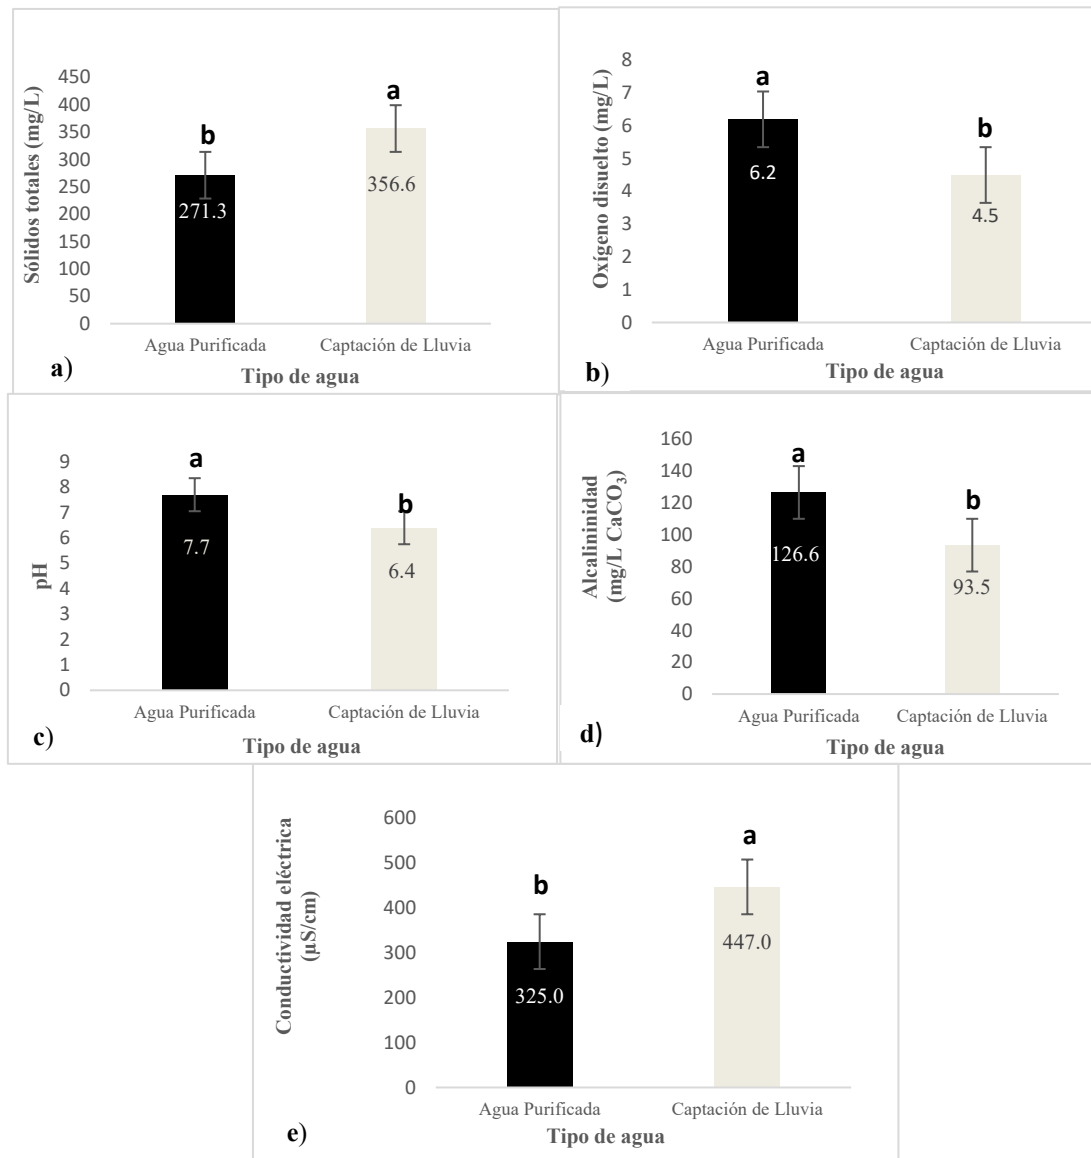 Sólidos totales (mg/L)
450
400
350
300
250
200
150
100
50
0
b
a
271.3
356.6
Agua Purificada
Captación de Lluvia
a)
Tipo de agua
Oxígeno disuelto (mg/L)
8
7
6
5
4
3
2
1
0
a
b
6.2
4.5
Agua Purificada
Captación de Lluvia
b)
Tipo de agua
pH
9
8
7
6
5
4
3
2
1
0
a
b
7.7
6.4
Agua Purificada
Captación de Lluvia
c)
Tipo de agua
Alcalininidad
(mg/L CaCO₃)
160
140
120
100
80
60
40
20
0
a
b
126.6
93.5
Agua Purificada
Captación de Lluvia
d)
Tipo de agua
Conductividad eléctrica
(µS/cm)
600
500
400
300
200
100
0
b
a
325.0
447.0
Agua Purificada
Captación de Lluvia
e)
Tipo de agua